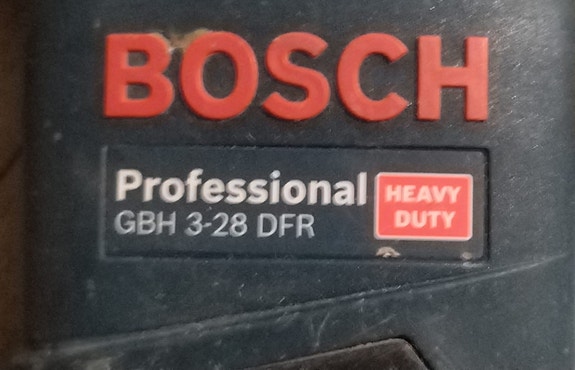 BOSCH
Professional
GBH 3-28 DFR
HEAVY
DUTY